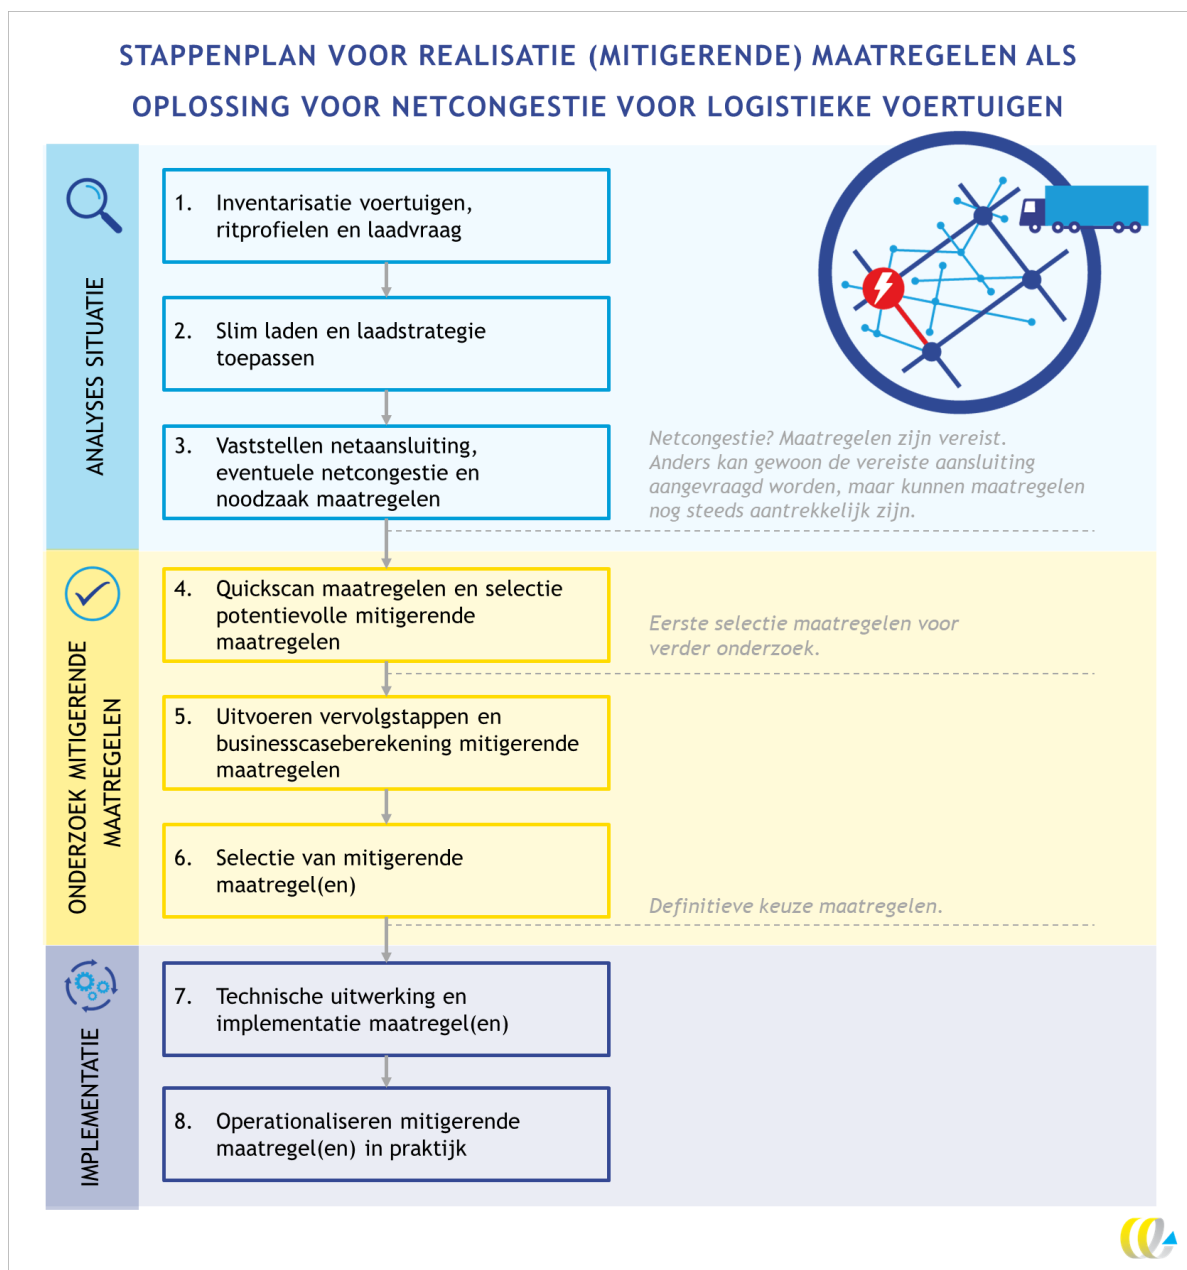 STAPPENPLAN VOOR REALISATIE (MITIGERENDE) MAATREGELEN ALS
OPLOSSING VOOR NETCONGESTIE VOOR LOGISTIEKE VOERTUIGEN
ANALYSES SITUATIE
1. Inventarisatie voertuigen,
ritprofielen en laadvraag
2. Slim laden en laadstrategie
toepassen
3. Vaststellen netaansluiting,
eventuele netcongestie en
noodzaak maatregelen
Netcongestie? Maatregelen zijn vereist.
Anders kan gewoon de vereiste aansluiting
aangevraagd worden, maar kunnen maatregelen
nog steeds aantrekkelijk zijn.
ONDERZOEK MITIGERENDE
MAATREGELEN
4. Quickscan maatregelen en selectie
potentievolle mitigerende
maatregelen
Eerste selectie maatregelen voor
verder onderzoek.
5. Uitvoeren vervolgstappen en
businesscaseberekening mitigerende
maatregelen
6. Selectie van mitigerende
maatregel(en)
Definitieve keuze maatregelen.
IMPLEMENTATIE
7. Technische uitwerking en
implementatie maatregel(en)
8. Operationaliseren mitigerende
maatregel(en) in praktijk